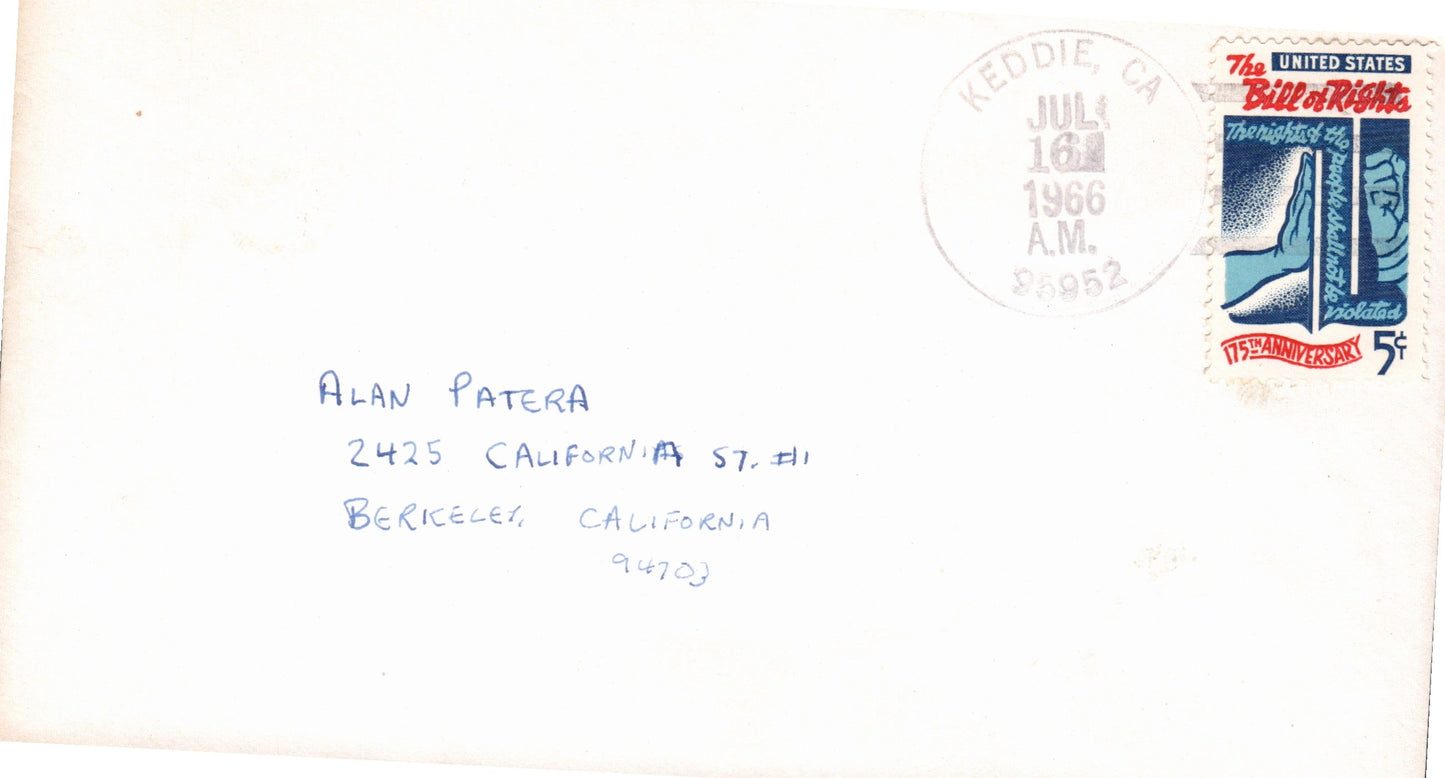 KEDDIE, CA
JUL
16
1966
A.M.
95952
UNITED STATES
The
Bill of Rights
The rights of the people shall not be violated
175TH ANNIVERSARY
5¢
ALAN PATERA
2425 CALIFORNIA ST. #1
BERKELEY, CALIFORNIA
94703